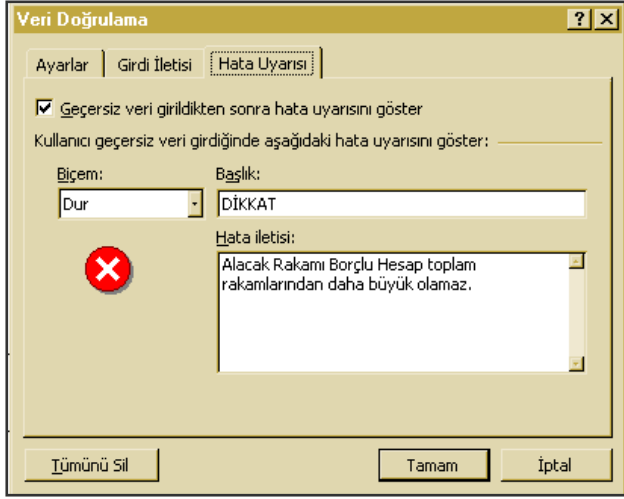 Veri Doğrulama
Ayarlar Girdi İletisi Hata Uyarısı
Geçersiz veri girildikten sonra hata uyarısını göster
Kullanıcı geçersiz veri girdiğinde aşağıdaki hata uyarısını göster:
Biçem: Başlık:
Dur DİKKAT
Hata iletisi:
Alacak Rakamı Borçlu Hesap toplam
rakamlarından daha büyük olamaz.
Tümünü Sil Tamam İptal